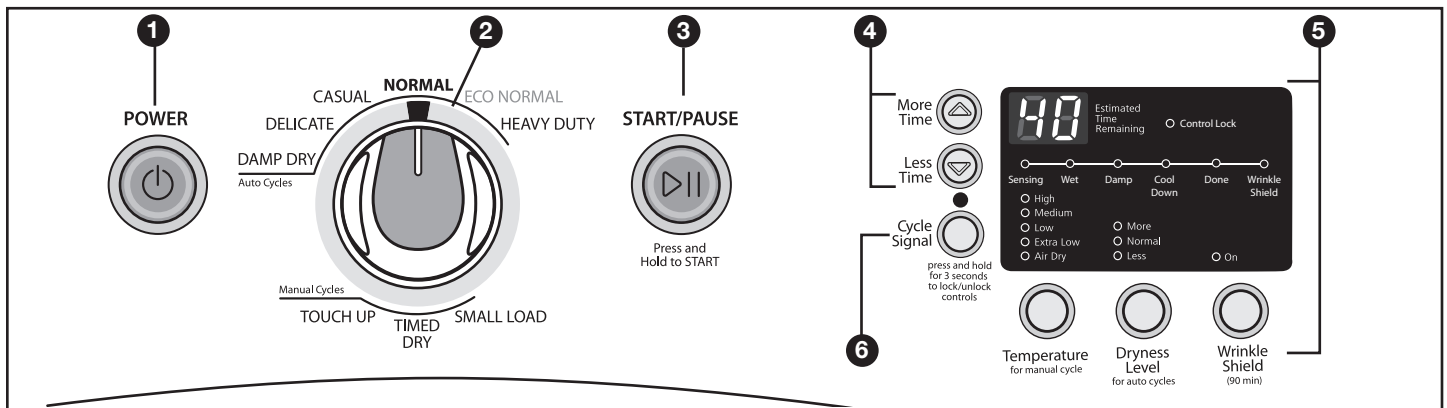 1
2
3
4
5
6
POWER
CASUAL
NORMAL
ECO NORMAL
DELICATE
HEAVY DUTY
DAMP DRY
Auto Cycles
Manual Cycles
TOUCH UP
TIMED
DRY
SMALL LOAD
START/PAUSE
Press and
Hold to START
More
Time
Less
Time
Cycle
Signal
press and hold
for 3 seconds
to lock/unlock
controls
40
Estimated
Time
Remaining
Control Lock
Sensing
Wet
Damp
Cool
Down
Done
Wrinkle
Shield
High
Medium
Low
Extra Low
Air Dry
More
Normal
Less
On
Temperature
for manual cycle
Dryness
Level
for auto cycles
Wrinkle
Shield
(90 min)